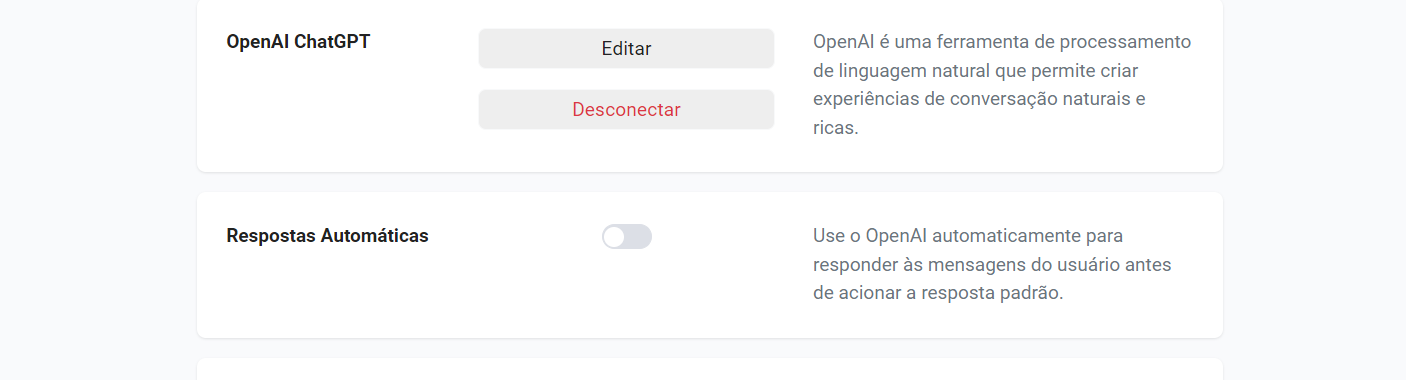 OpenAI ChatGPT
Editar
Desconectar
OpenAI é uma ferramenta de processamento
de linguagem natural que permite criar
experiências de conversação naturais e
ricas.
Respostas Automáticas
Use o OpenAI automaticamente para
responder às mensagens do usuário antes
de acionar a resposta padrão.